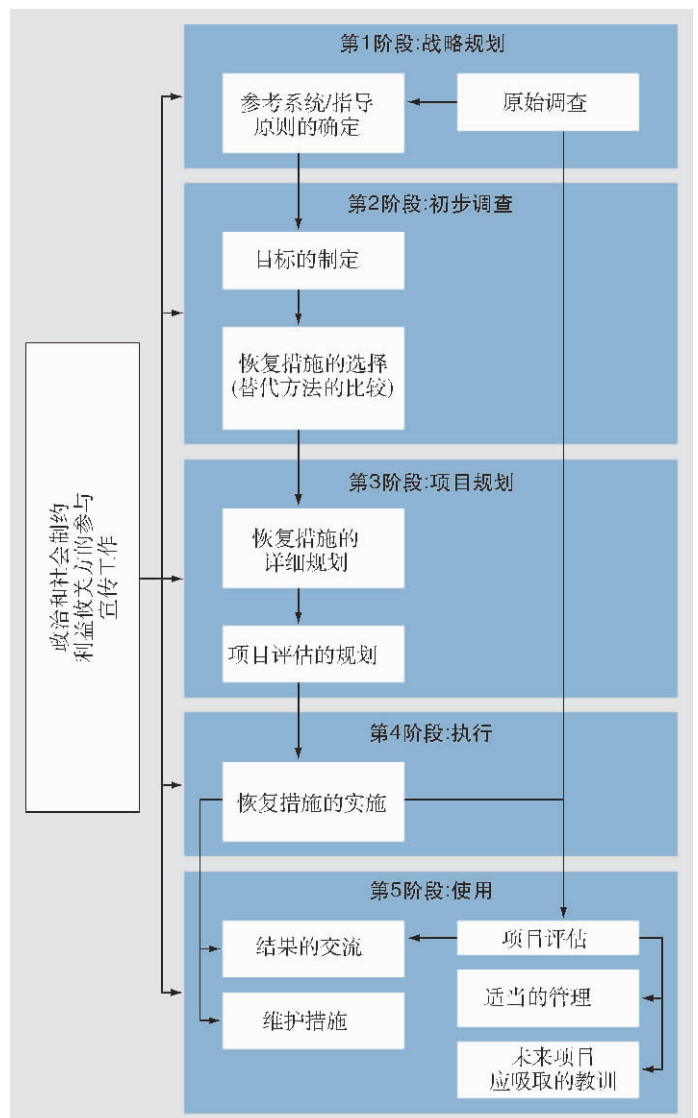 第1阶段:战略规划
参考系统/指导
原则的确定
原始调查
第2阶段:初步调查
目标的制定
恢复措施的选择
(替代方法的比较)
第3阶段:项目规划
恢复措施的
详细规划
项目评估的规划
政治和社会制约
利益攸关方的参与
宣传工作
第4阶段:执行
恢复措施的实施
第5阶段:使用
结果的交流
项目评估
适当的管理
维护措施
未来项目
应吸取的教训